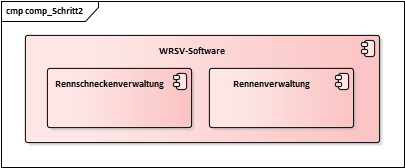 cmp comp_Schritt2
WRSV-Software
Rennschneckenverwaltung
Rennenverwaltung